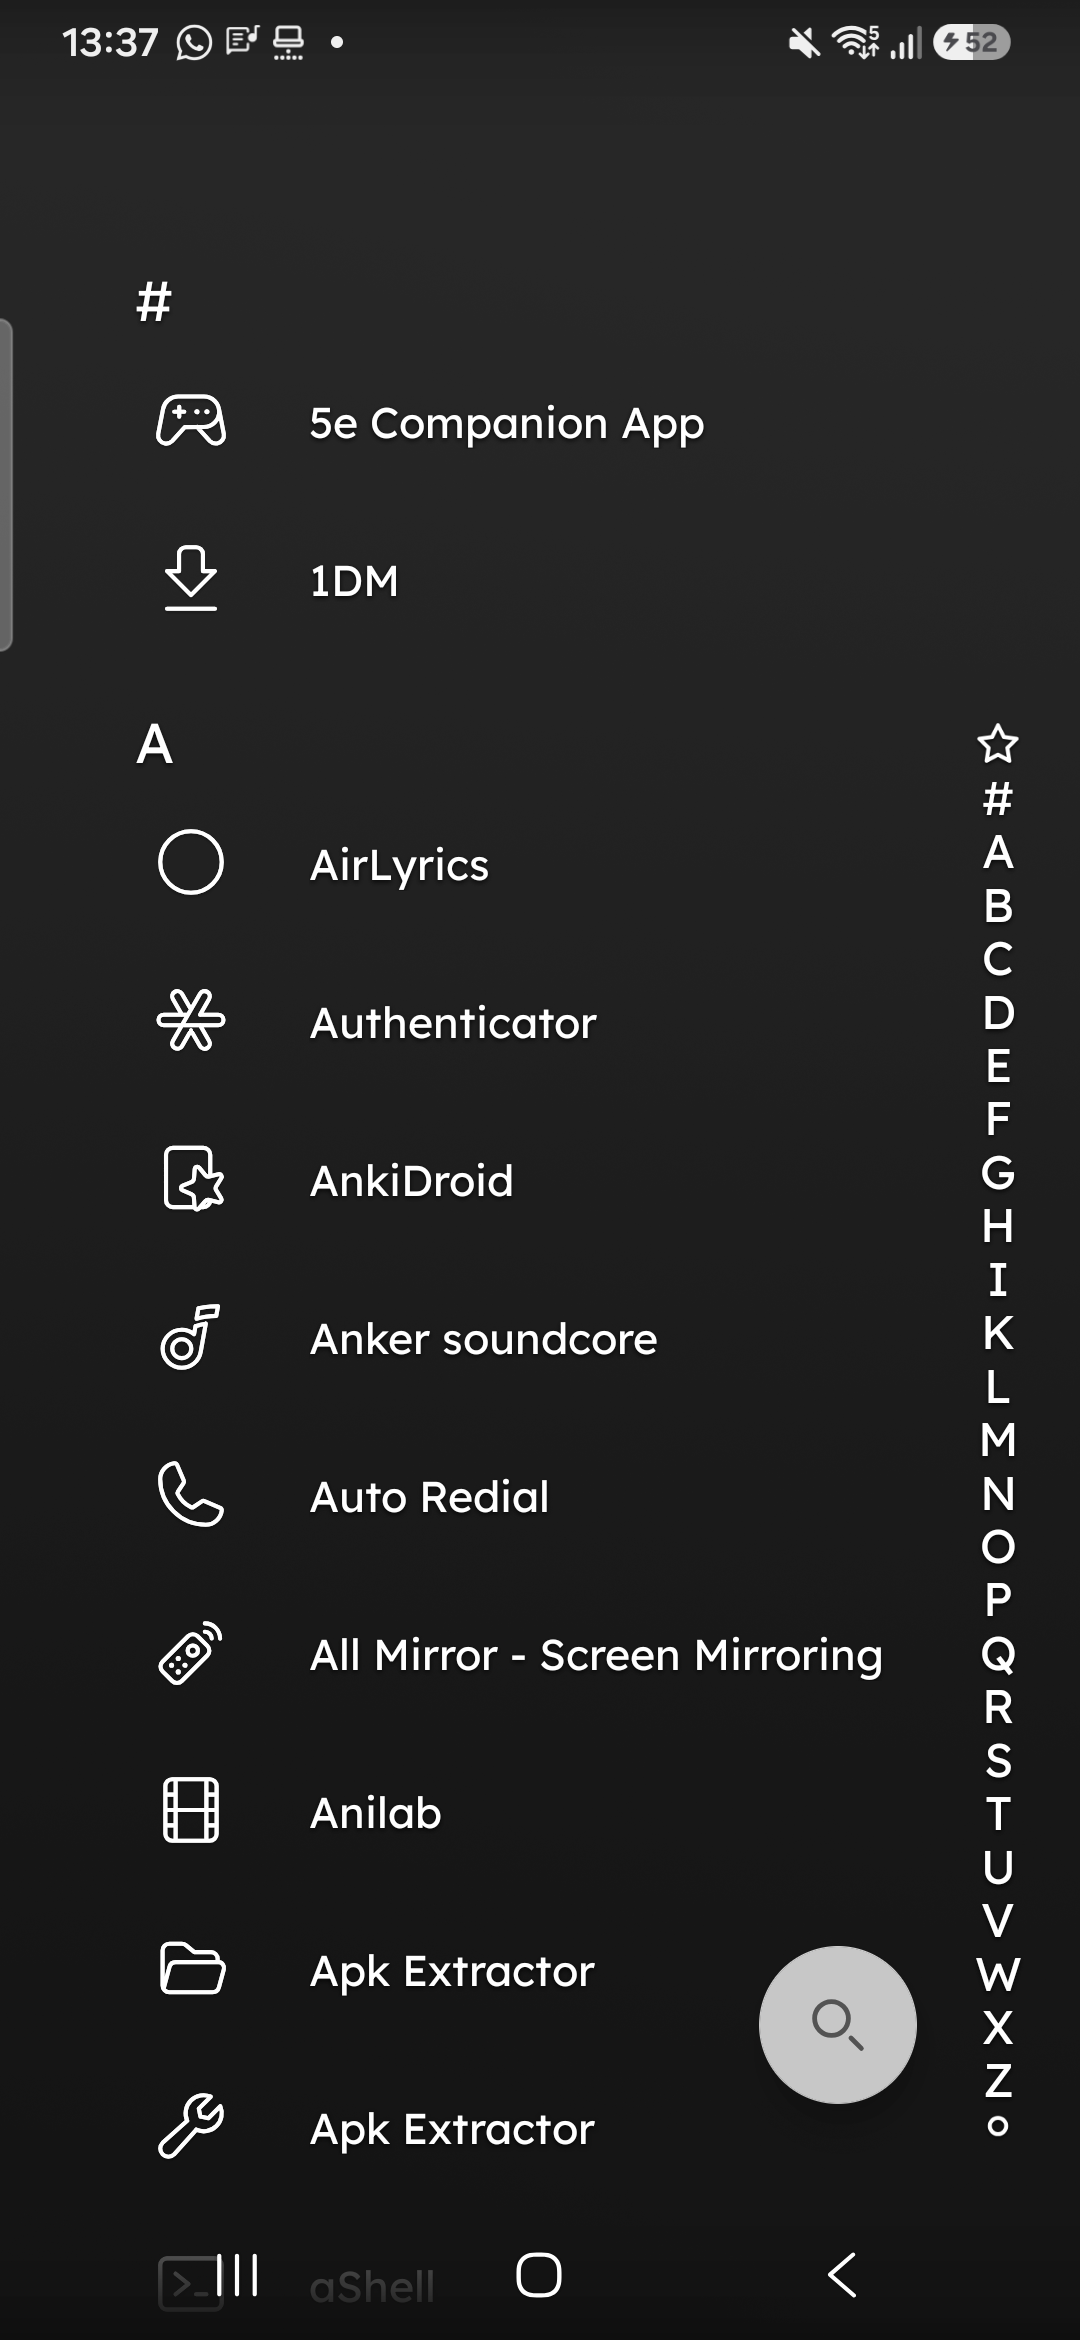 13:37
5
52
#
5e Companion App
1DM
A
AirLyrics
Authenticator
AnkiDroid
Anker soundcore
Auto Redial
All Mirror - Screen Mirroring
Anilab
Apk Extractor
Apk Extractor
aShell
#
A
B
C
D
E
F
G
H
I
K
L
M
N
O
P
Q
R
S
T
U
V
W
X
Z